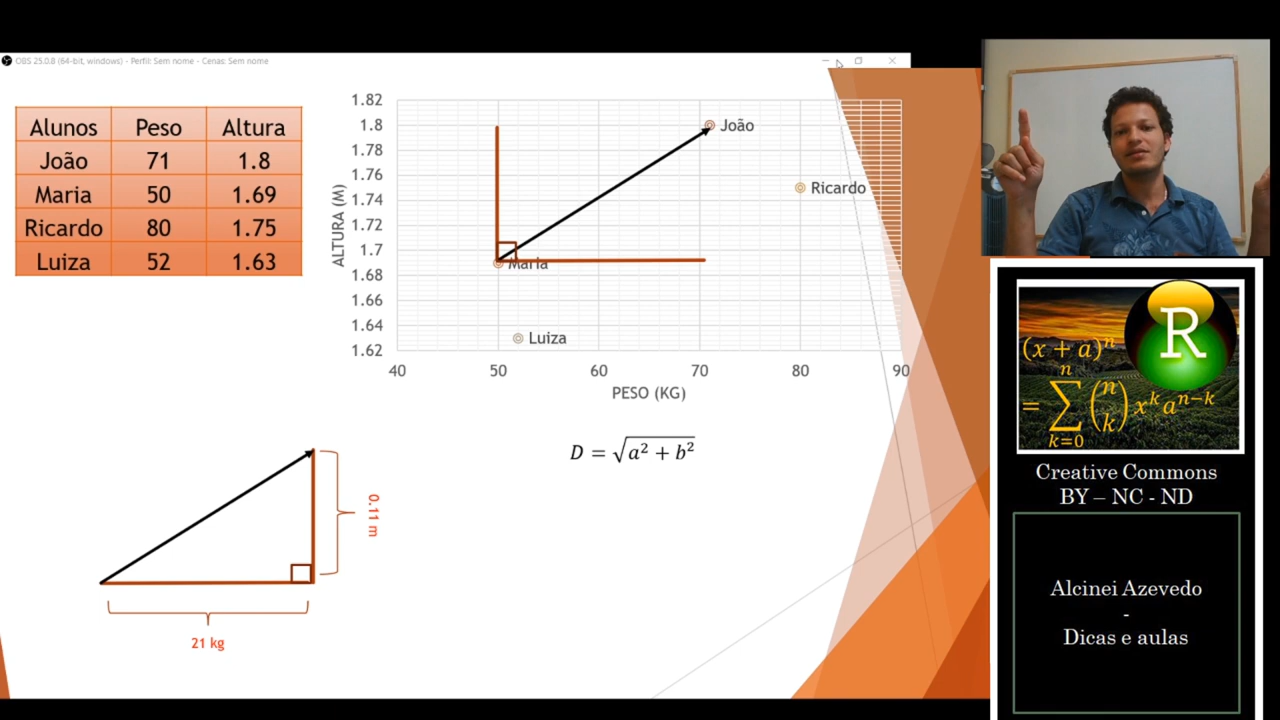 OBS 25.0.8 (64-bit, windows) - Perfil: Sem nome - Cenas: Sem nome
Alunos Peso Altura
João 71 1.8
Maria 50 1.69
Ricardo 80 1.75
Luiza 52 1.63
ALTURA (M)
1.82
1.8
1.78
1.76
1.74
1.72
1.7
1.68
1.66
1.64
1.62
João
Ricardo
Maria
Luiza
40 50 60 70 80 90
PESO (KG)
D = √a² + b²
0.11 m
21 kg
R
(x + a)ⁿ
n
= ∑ (n k) xᵏaⁿ⁻ᵏ
k=0
Creative Commons
BY – NC - ND
Alcinei Azevedo
-
Dicas e aulas